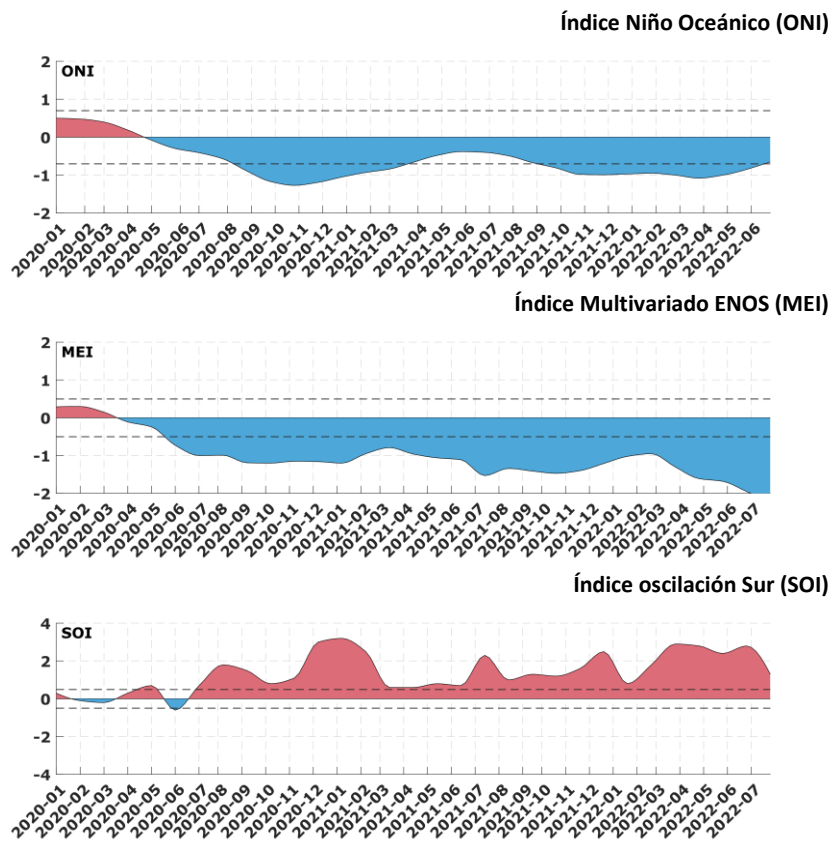 Índice Niño Oceánico (ONI)
ONI
2
1
0
-1
-2
2020-01 2020-02 2020-03 2020-04 2020-05 2020-06 2020-07 2020-08 2020-09 2020-10 2020-11 2020-12 2021-01 2021-02 2021-03 2021-04 2021-05 2021-06 2021-07 2021-08 2021-09 2021-10 2021-11 2021-12 2022-01 2022-02 2022-03 2022-04 2022-05 2022-06
Índice Multivariado ENOS (MEI)
MEI
2
1
0
-1
-2
2020-01 2020-02 2020-03 2020-04 2020-05 2020-06 2020-07 2020-08 2020-09 2020-10 2020-11 2020-12 2021-01 2021-02 2021-03 2021-04 2021-05 2021-06 2021-07 2021-08 2021-09 2021-10 2021-11 2021-12 2022-01 2022-02 2022-03 2022-04 2022-05 2022-06 2022-07
Índice oscilación Sur (SOI)
SOI
4
2
0
-2
-4
2020-01 2020-02 2020-03 2020-04 2020-05 2020-06 2020-07 2020-08 2020-09 2020-10 2020-11 2020-12 2021-01 2021-02 2021-03 2021-04 2021-05 2021-06 2021-07 2021-08 2021-09 2021-10 2021-11 2021-12 2022-01 2022-02 2022-03 2022-04 2022-05 2022-06 2022-07